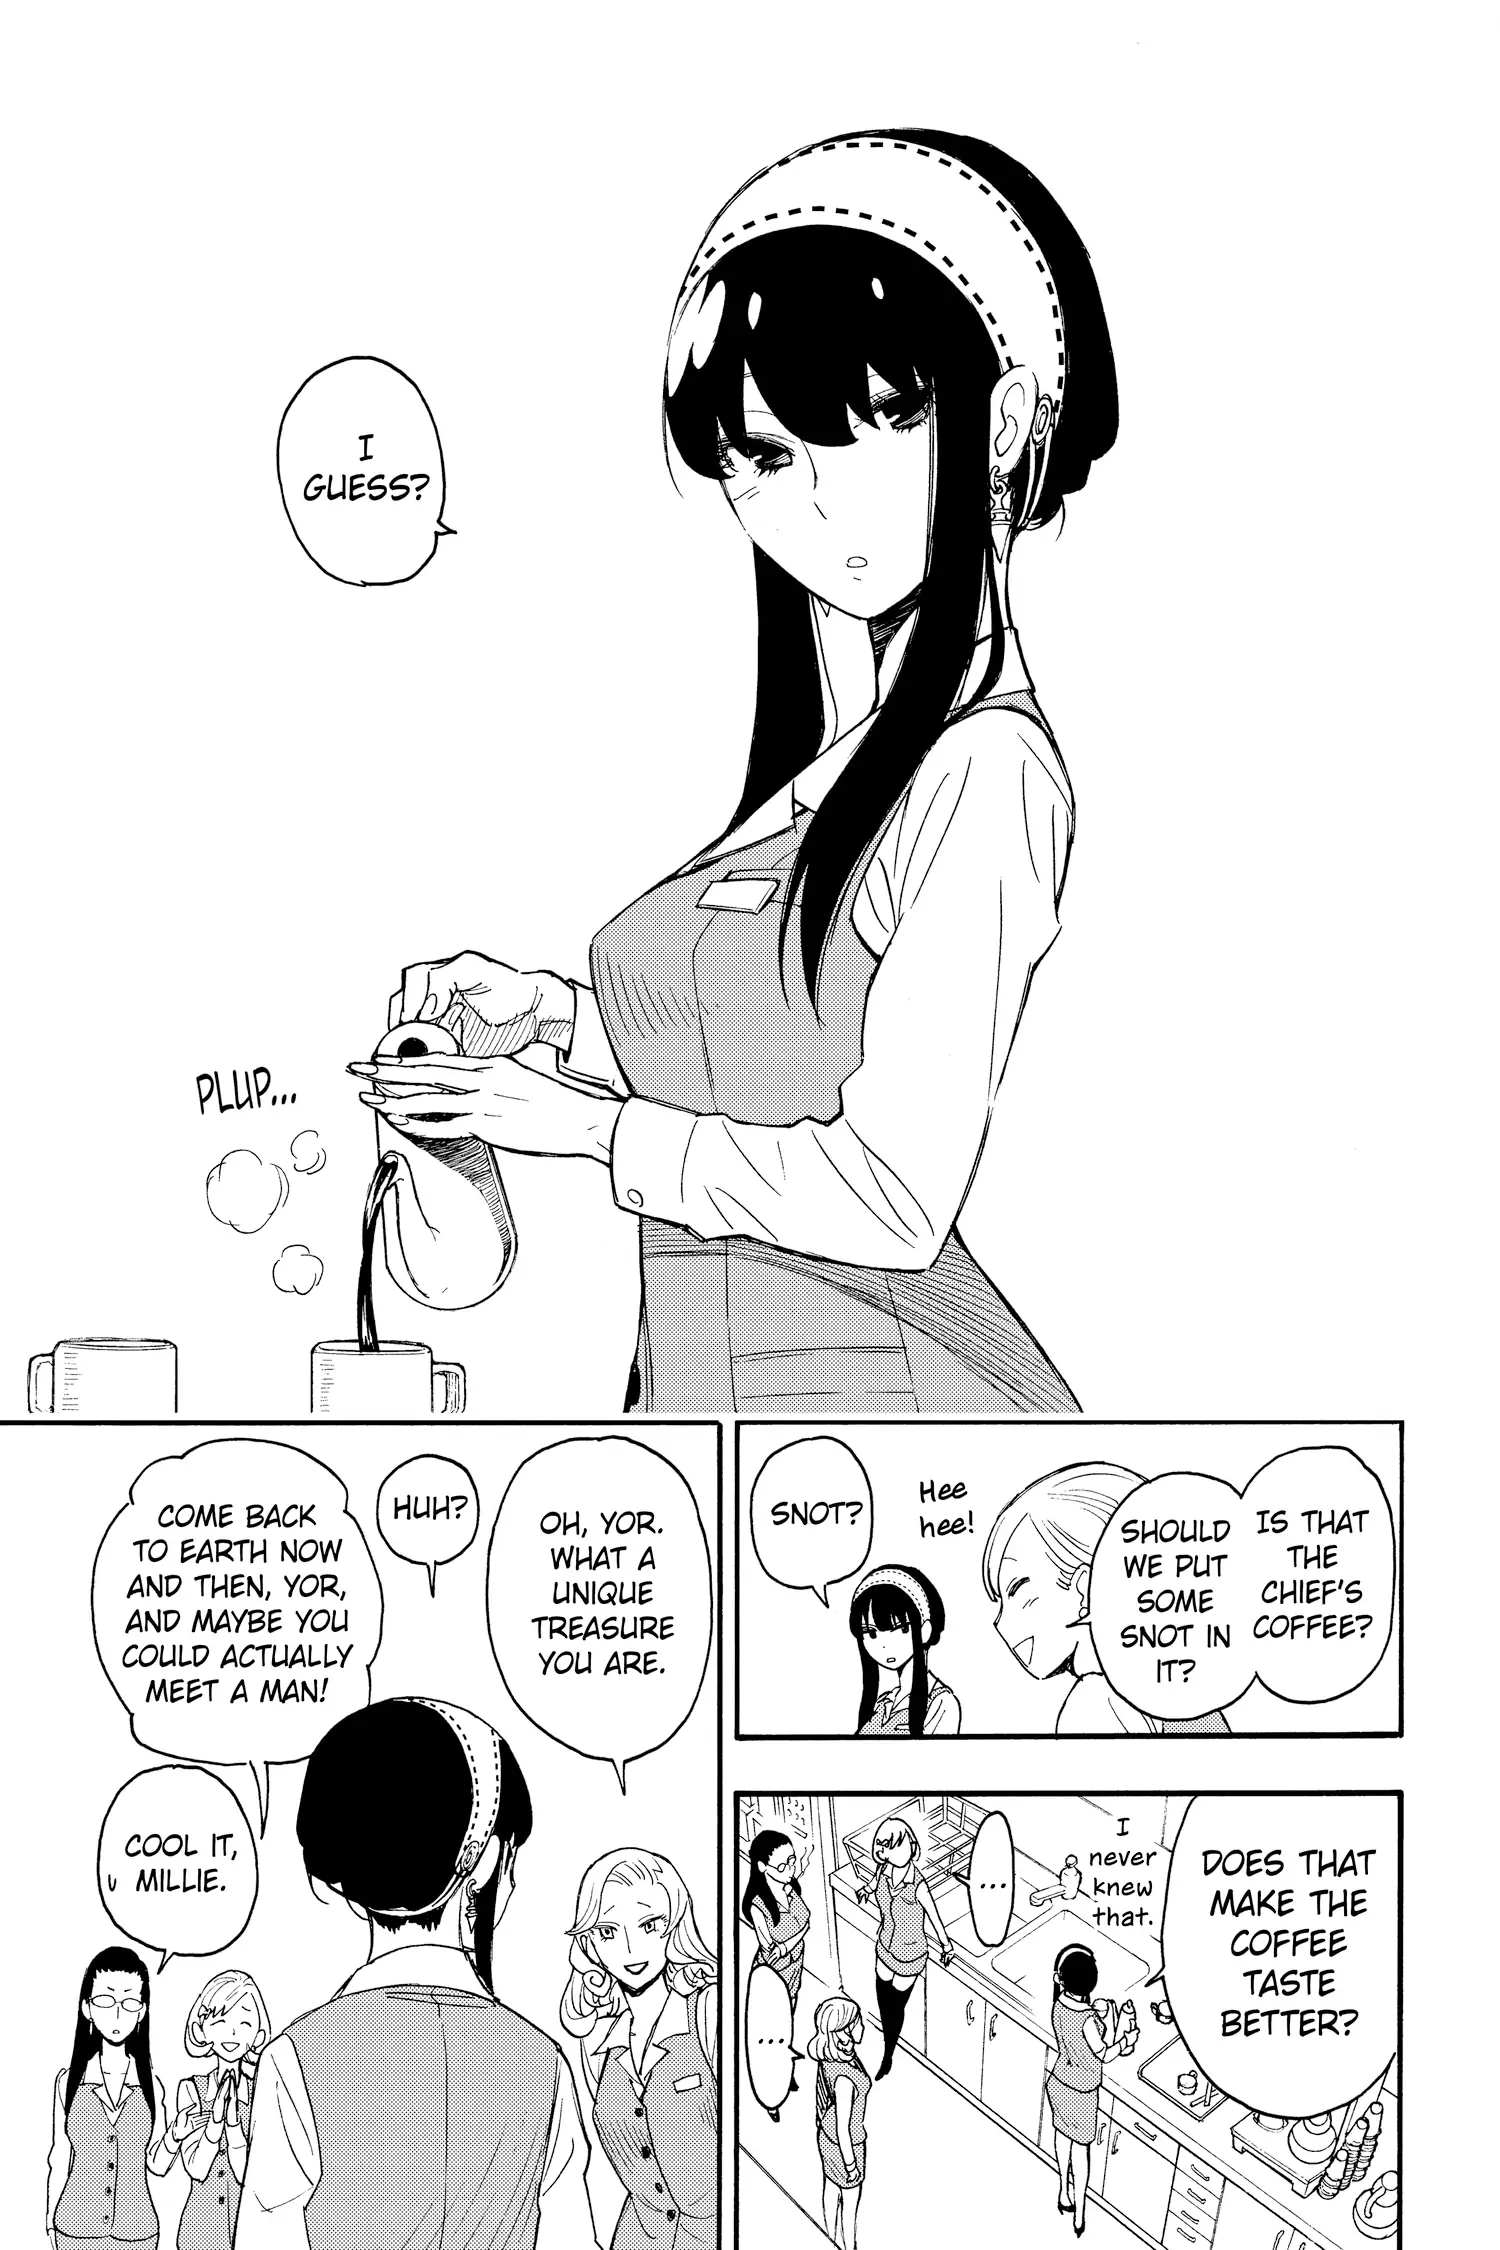 I
GUESS?
PLUP...
IS THAT
THE
CHIEF'S
COFFEE?
SHOULD
WE PUT
SOME
SNOT IN
IT?
Hee
hee!
SNOT?
DOES THAT
MAKE THE
COFFEE
TASTE
BETTER?
I
never
knew
that.
...
...
OH, YOR.
WHAT A
UNIQUE
TREASURE
YOU ARE.
HUH?
COME BACK
TO EARTH NOW
AND THEN, YOR,
AND MAYBE YOU
COULD ACTUALLY
MEET A MAN!
COOL IT,
MILLIE.